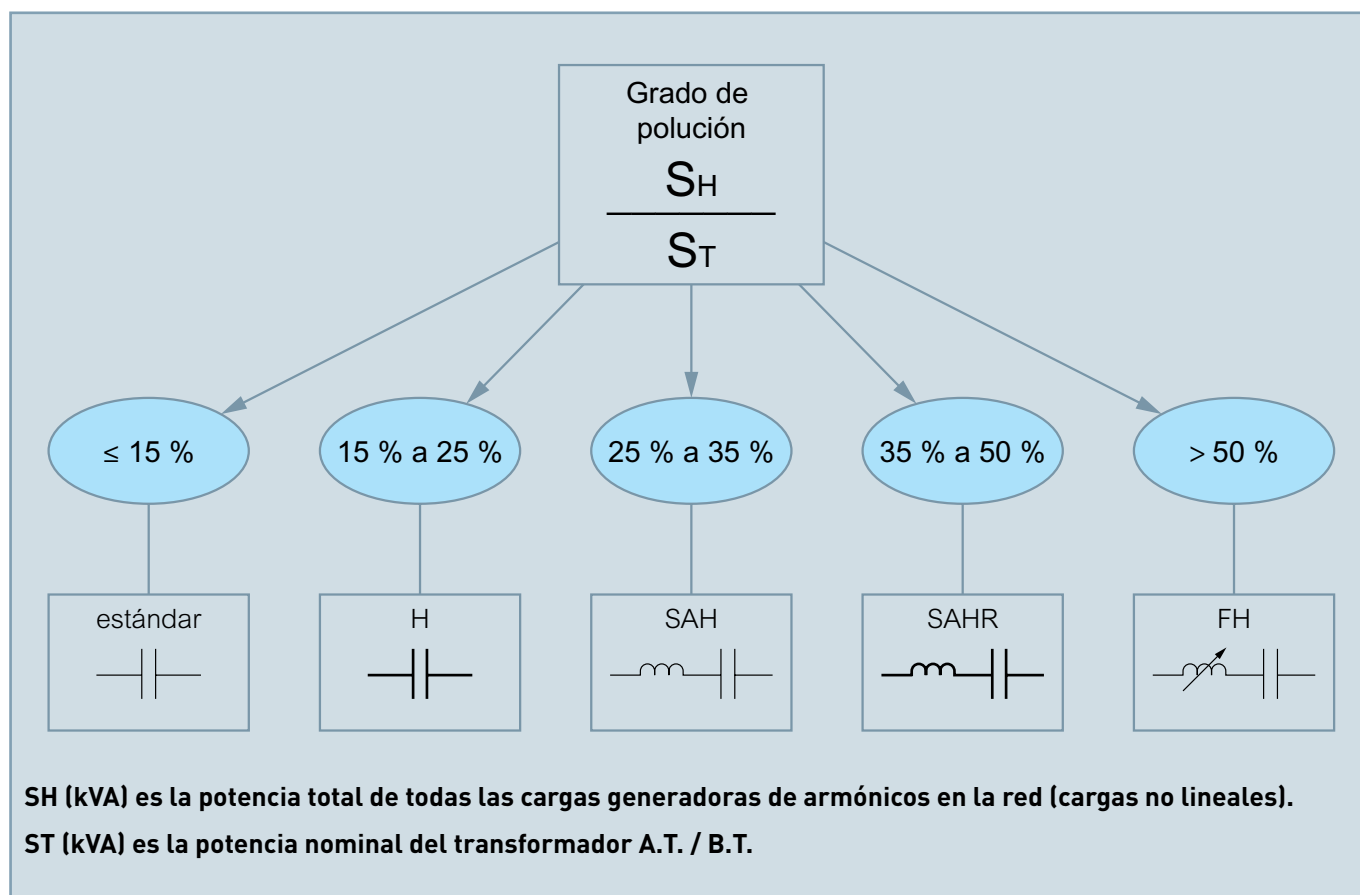 Grado de
polución
SH
ST
≤ 15 %
15 % a 25 %
25 % a 35 %
35 % a 50 %
> 50 %
estándar
H
SAH
SAHR
FH
SH (kVA) es la potencia total de todas las cargas generadoras de armónicos en la red (cargas no lineales).
ST (kVA) es la potencia nominal del transformador A.T. / B.T.